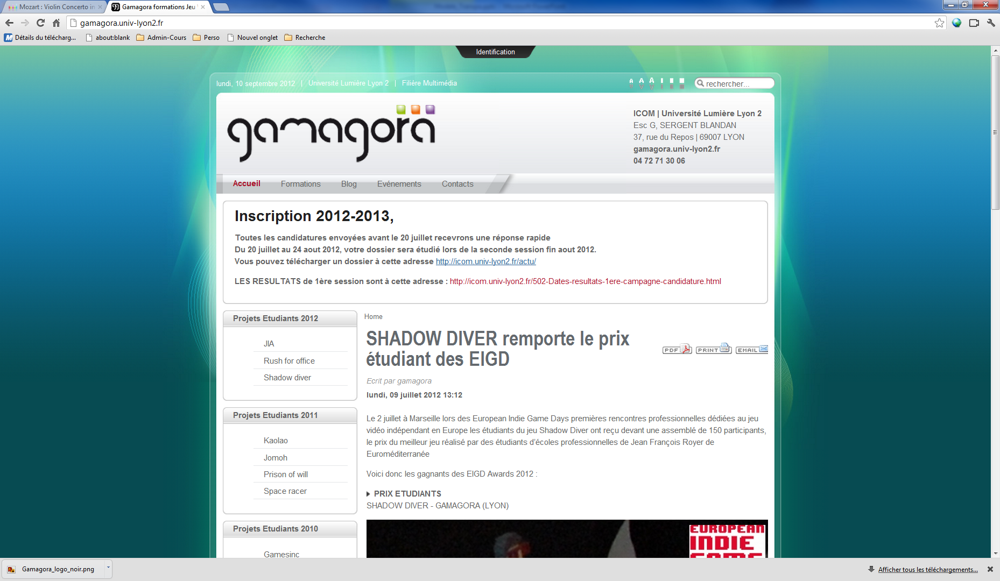 Mozart : Violin Concerto in
Gamagora formations Jeu
gamagora.univ-lyon2.fr
Détails du télécharg...
about:blank
Admin-Cours
Perso
Nouvel onglet
Recherche
Identification
lundi, 10 septembre 2012 | Université Lumière Lyon 2 | Filière Multimédia
A A A
rechercher...
gamagora
ICOM | Université Lumière Lyon 2
Esc G, SERGENT BLANDAN
37, rue du Repos | 69007 LYON
gamagora.univ-lyon2.fr
04 72 71 30 06
Accueil
Formations
Blog
Evénements
Contacts
Inscription 2012-2013,
Toutes les candidatures envoyées avant le 20 juillet recevrons une réponse rapide
Du 20 juillet au 24 aout 2012, votre dossier sera étudié lors de la seconde session fin aout 2012.
Vous pouvez télécharger un dossier à cette adresse http://icom.univ-lyon2.fr/actu/
LES RESULTATS de 1ère session sont à cette adresse : http://icom.univ-lyon2.fr/502-Dates-resultats-1ere-campagne-candidature.html
Projets Etudiants 2012
JIA
Rush for office
Shadow diver
Projets Etudiants 2011
Kaolao
Jomoh
Prison of will
Space racer
Projets Etudiants 2010
Gamesinc
Home
SHADOW DIVER remporte le prix
étudiant des EIGD
PDF
PRINT
EMAIL
Ecrit par gamagora
lundi, 09 juillet 2012 13:12
Le 2 juillet à Marseille lors des European Indie Game Days premières rencontres professionnelles dédiées au jeu
vidéo indépendant en Europe les étudiants du jeu Shadow Diver ont reçu devant une assemblé de 150 participants,
le prix du meilleur jeu réalisé par des étudiants d'écoles professionnelles de Jean François Royer de
Euroméditerranée
Voici donc les gagnants des EIGD Awards 2012 :
PRIX ETUDIANTS
SHADOW DIVER - GAMAGORA (LYON)
EUROPEAN
INDIE
GAME
Gamagora_logo_noir.png
Afficher tous les téléchargements...